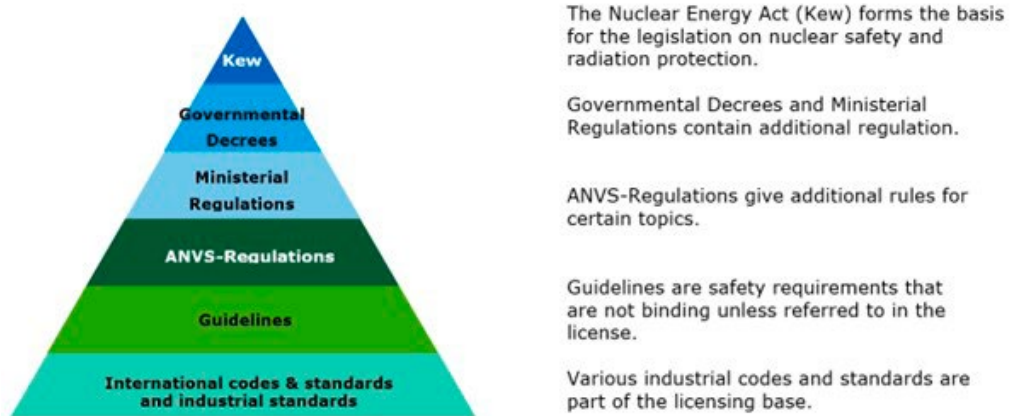 Kew
Governmental
Decrees
Ministerial
Regulations
ANVS-Regulations
Guidelines
International codes & standards
and industrial standards
The Nuclear Energy Act (Kew) forms the basis
for the legislation on nuclear safety and
radiation protection.
Governmental Decrees and Ministerial
Regulations contain additional regulation.
ANVS-Regulations give additional rules for
certain topics.
Guidelines are safety requirements that
are not binding unless referred to in the
license.
Various industrial codes and standards are
part of the licensing base.